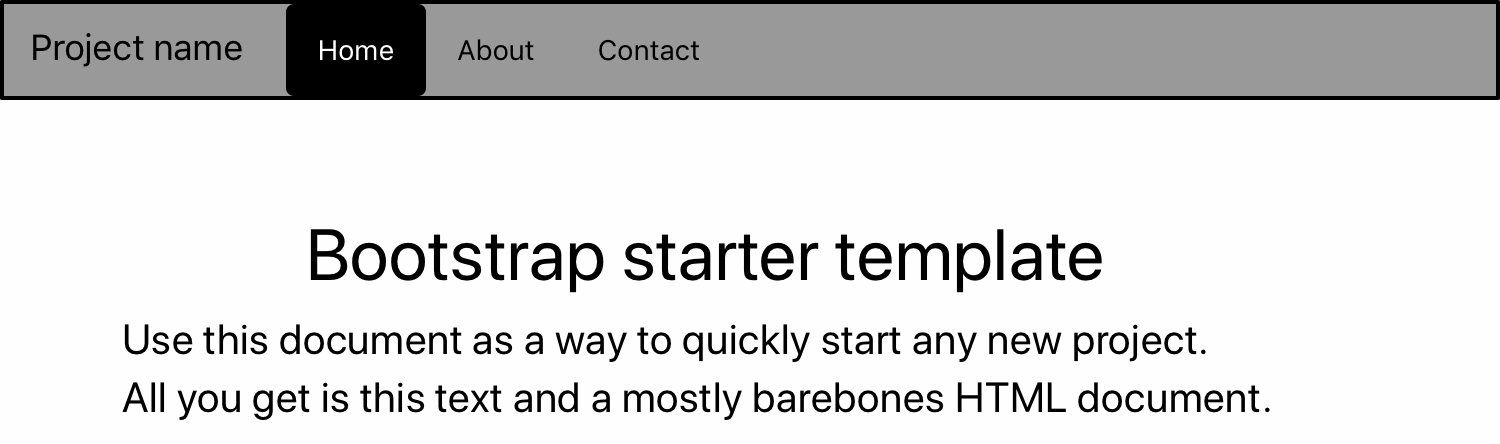 Project name Home About Contact
Bootstrap starter template
Use this document as a way to quickly start any new project.
All you get is this text and a mostly barebones HTML document.